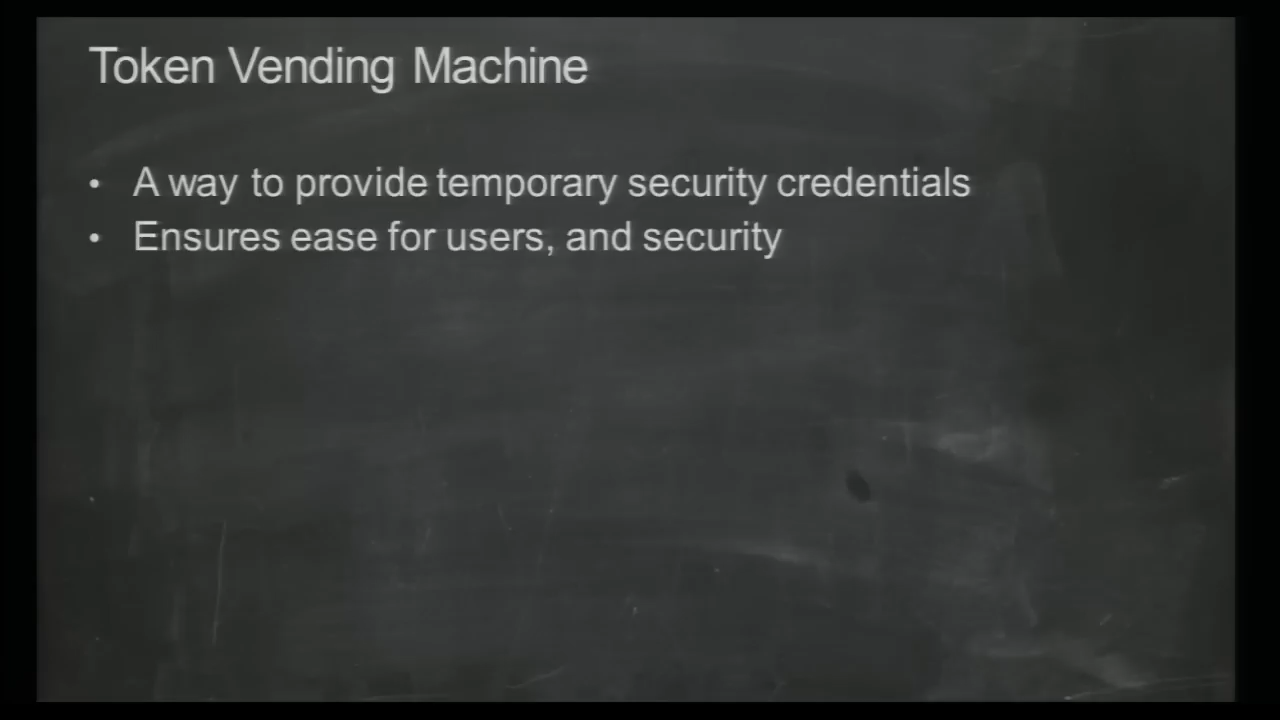 Token Vending Machine
• A way to provide temporary security credentials
• Ensures ease for users, and security